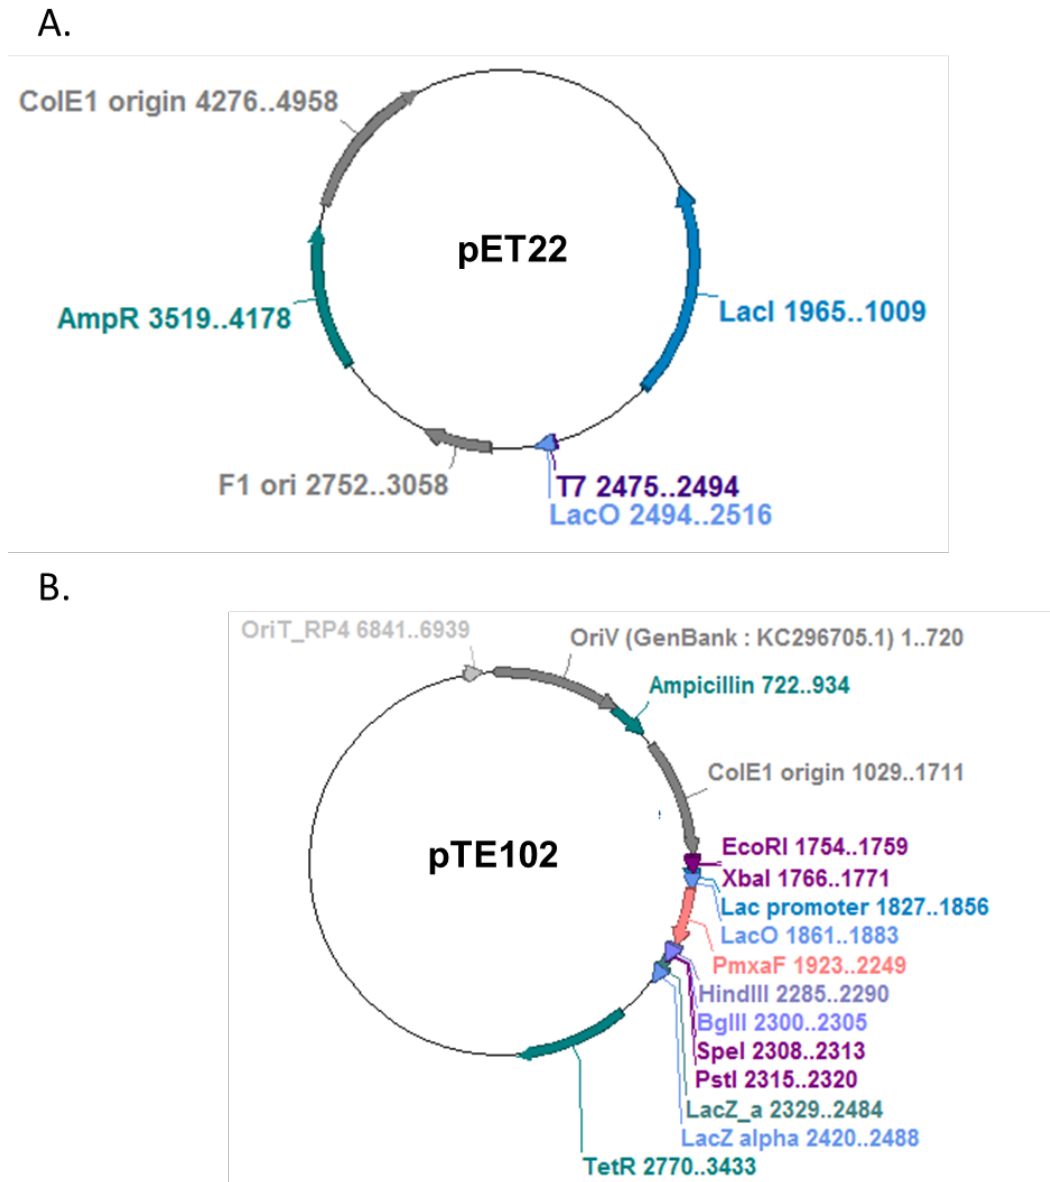 A.
ColE1 origin 4276..4958
pET22
LacI 1965..1009
AmpR 3519..4178
F1 ori 2752..3058
T7 2475..2494
LacO 2494..2516
B.
OriT_RP4 6841..6939
OriV (GenBank : KC296705.1) 1..720
Ampicillin 722..934
ColE1 origin 1029..1711
pTE102
EcoRI 1754..1759
XbaI 1766..1771
Lac promoter 1827..1856
LacO 1861..1883
PmxaF 1923..2249
HindIII 2285..2290
BglII 2300..2305
SpeI 2308..2313
PstI 2315..2320
LacZ_a 2329..2484
LacZ alpha 2420..2488
TetR 2770..3433